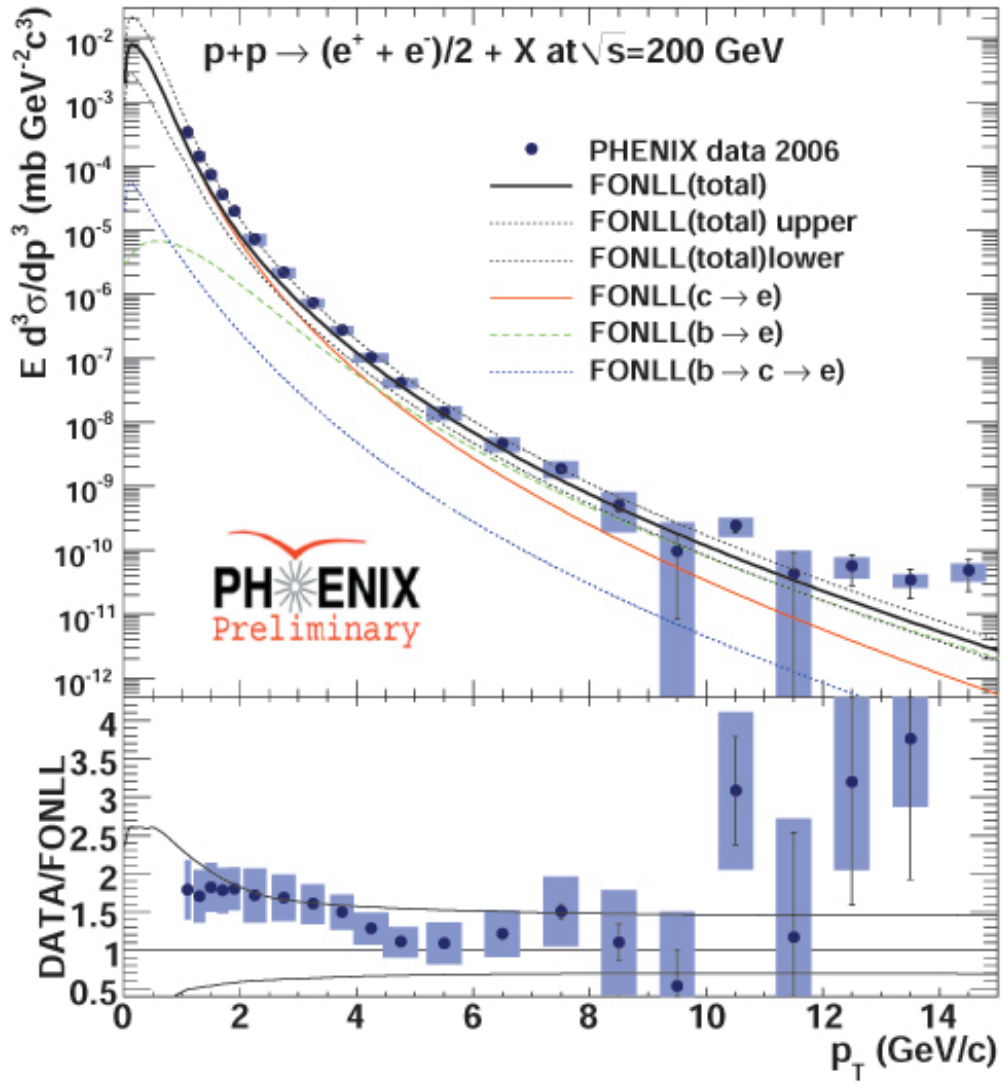 p+p → (e⁺ + e⁻)/2 + X at √s=200 GeV
E d³σ/dp³ (mb GeV⁻²c³)
10⁻²
10⁻³
10⁻⁴
10⁻⁵
10⁻⁶
10⁻⁷
10⁻⁸
10⁻⁹
10⁻¹⁰
10⁻¹¹
10⁻¹²
PHENIX data 2006
FONLL(total)
FONLL(total) upper
FONLL(total)lower
FONLL(c → e)
FONLL(b → e)
FONLL(b → c → e)
PHENIX
Preliminary
DATA/FONLL
4
3.5
3
2.5
2
1.5
1
0.5
0 2 4 6 8 10 12 14
p_T (GeV/c)